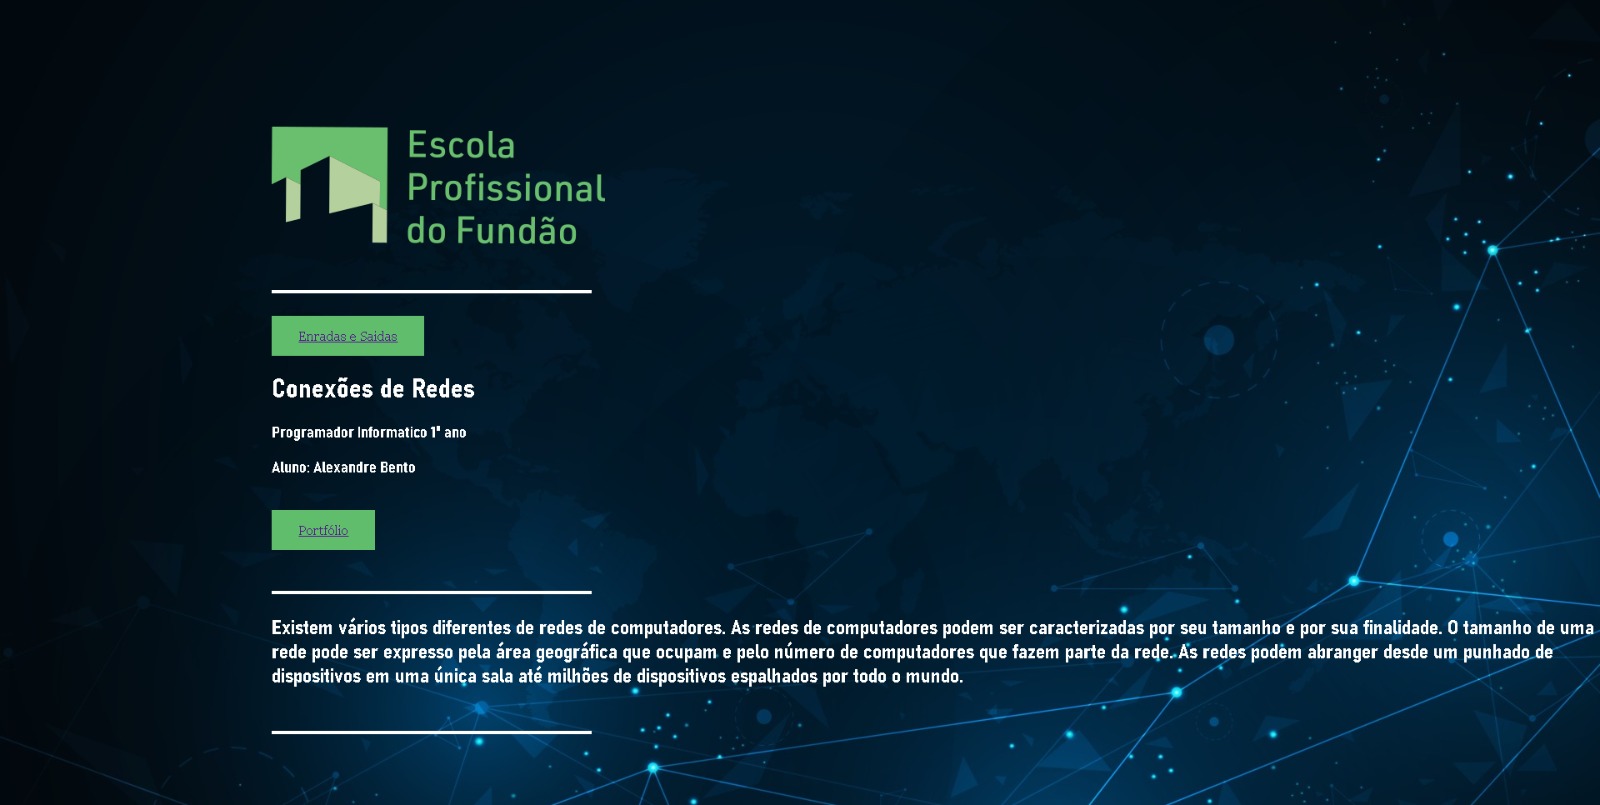 Escola
Profissional
do Fundão
Enradas e Saidas
Conexões de Redes
Programador Informatico 1º ano
Aluno: Alexandre Bento
Portfólio
Existem vários tipos diferentes de redes de computadores. As redes de computadores podem ser caracterizadas por seu tamanho e por sua finalidade. O tamanho de uma
rede pode ser expresso pela área geográfica que ocupam e pelo número de computadores que fazem parte da rede. As redes podem abranger desde um punhado de
dispositivos em uma única sala até milhões de dispositivos espalhados por todo o mundo.